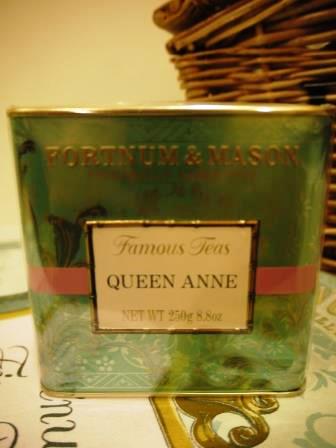 FORTNUM & MASON
Famous Teas
QUEEN ANNE
NET WT 250g 8.8oz